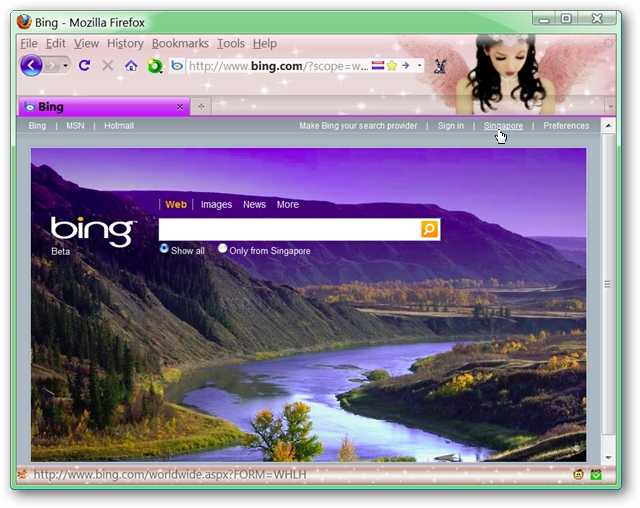 Bing - Mozilla Firefox
File Edit View History Bookmarks Tools Help
http://www.bing.com/?scope=w...
Bing
Bing | MSN | Hotmail Make Bing your search provider | Sign in | Singapore | Preferences
Web | Images News More
bing
Beta
Show all Only from Singapore
http://www.bing.com/worldwide.aspx?FORM=WHLH